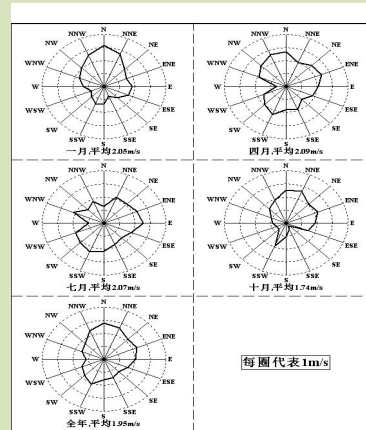 NNW N NNE
NW NE
WNW ENE
W E
WSW ESE
SW SE
SSW S SSE
一月,平均2.05m/s
NNW N NNE
NW NE
WNW ENE
W E
WSW ESE
SW SE
SSW S SSE
四月,平均2.09m/s
NNW N NNE
NW NE
WNW ENE
W E
WSW ESE
SW SE
SSW S SSE
七月,平均2.07m/s
NNW N NNE
NW NE
WNW ENE
W E
WSW ESE
SW SE
SSW S SSE
十月,平均1.74m/s
NNW N NNE
NW NE
WNW ENE
W E
WSW ESE
SW SE
SSW S SSE
全年,平均1.95m/s
每圈代表1m/s